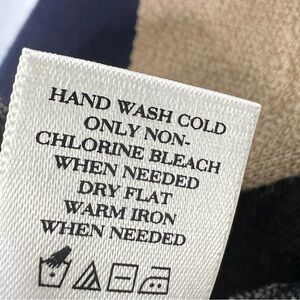 HAND WASH COLD
ONLY NON-
CHLORINE BLEACH
WHEN NEEDED
DRY FLAT
WARM IRON
WHEN NEEDED